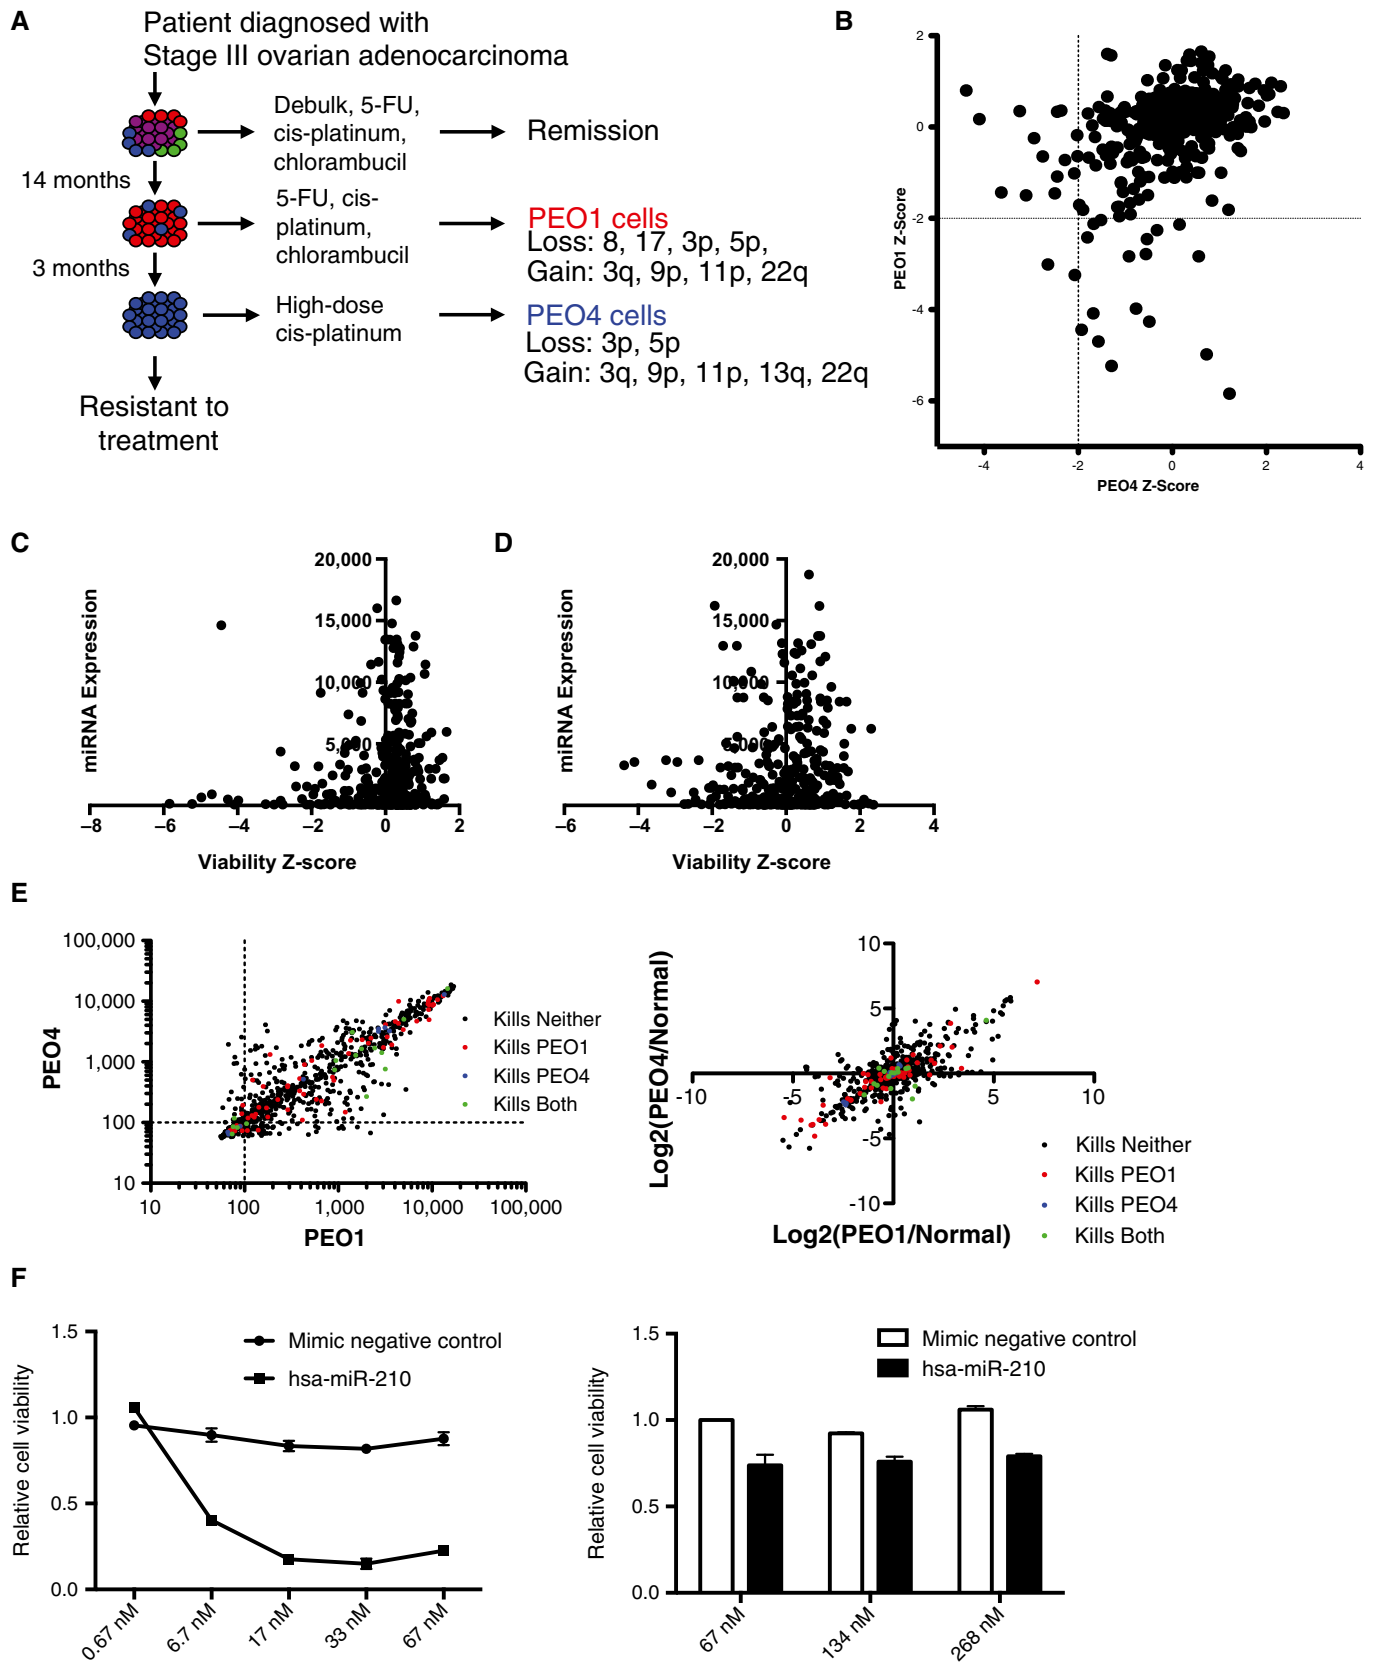 A
Patient diagnosed with
Stage III ovarian adenocarcinoma
Debulk, 5-FU,
cis-platinum,
chlorambucil
Remission
14 months
5-FU, cis-
platinum,
chlorambucil
PEO1 cells
Loss: 8, 17, 3p, 5p,
Gain: 3q, 9p, 11p, 22q
3 months
High-dose
cis-platinum
PEO4 cells
Loss: 3p, 5p
Gain: 3q, 9p, 11p, 13q, 22q
Resistant to
treatment
B
2
0
-2
-4
-6
PEO1 Z-Score
-4
-2
0
2
4
PEO4 Z-Score
C
20,000
15,000
10,000
5,000
miRNA Expression
−8
−6
−4
−2
0
2
Viability Z-score
D
20,000
15,000
10,000
5,000
miRNA Expression
−6
−4
−2
0
2
4
Viability Z-score
E
100,000
10,000
1,000
100
10
PEO4
10
100
1,000
10,000
100,000
PEO1
Kills Neither
Kills PEO1
Kills PEO4
Kills Both
10
5
-5
-10
Log2(PEO4/Normal)
-10
-5
5
10
Log2(PEO1/Normal)
Kills Neither
Kills PEO1
Kills PEO4
Kills Both
F
1.5
1.0
0.5
0.0
Relative cell viability
Mimic negative control
hsa-miR-210
0.67 nM
6.7 nM
17 nM
33 nM
67 nM
1.5
1.0
0.5
0.0
Relative cell viability
Mimic negative control
hsa-miR-210
67 nM
134 nM
268 nM